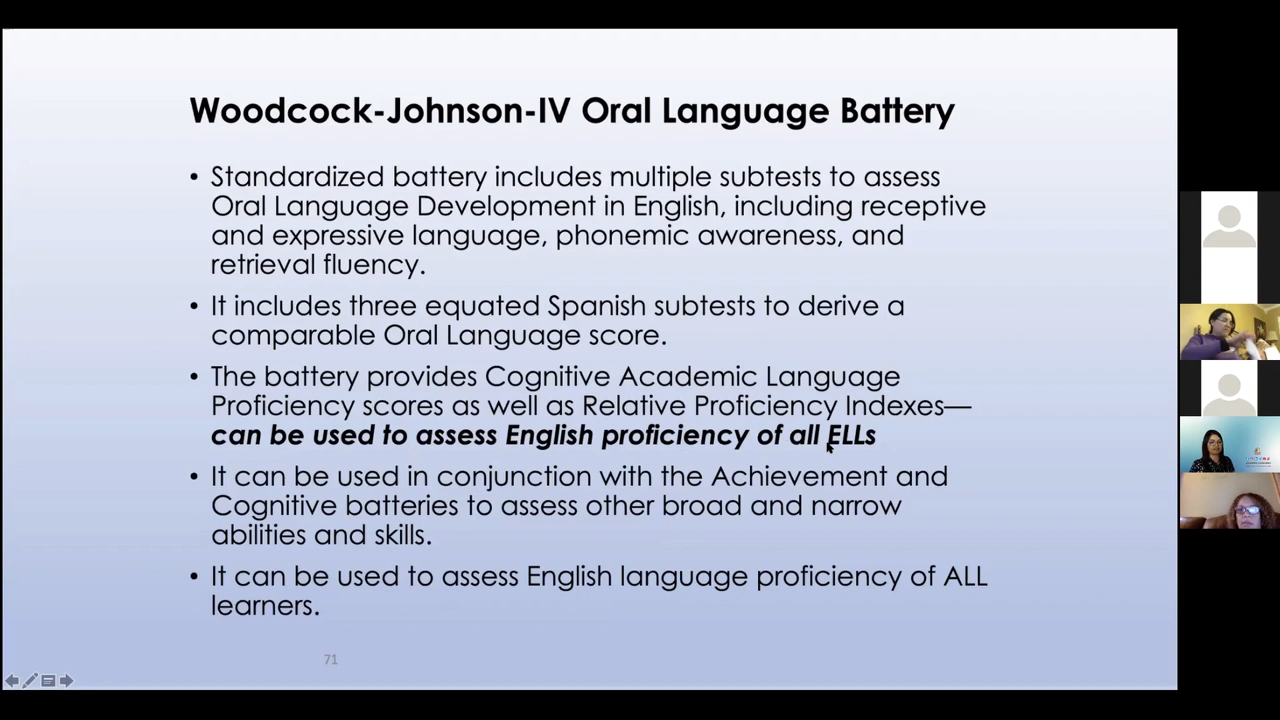 Woodcock-Johnson-IV Oral Language Battery
• Standardized battery includes multiple subtests to assess
Oral Language Development in English, including receptive
and expressive language, phonemic awareness, and
retrieval fluency.
• It includes three equated Spanish subtests to derive a
comparable Oral Language score.
• The battery provides Cognitive Academic Language
Proficiency scores as well as Relative Proficiency Indexes—
can be used to assess English proficiency of all ELLs
• It can be used in conjunction with the Achievement and
Cognitive batteries to assess other broad and narrow
abilities and skills.
• It can be used to assess English language proficiency of ALL
learners.
71